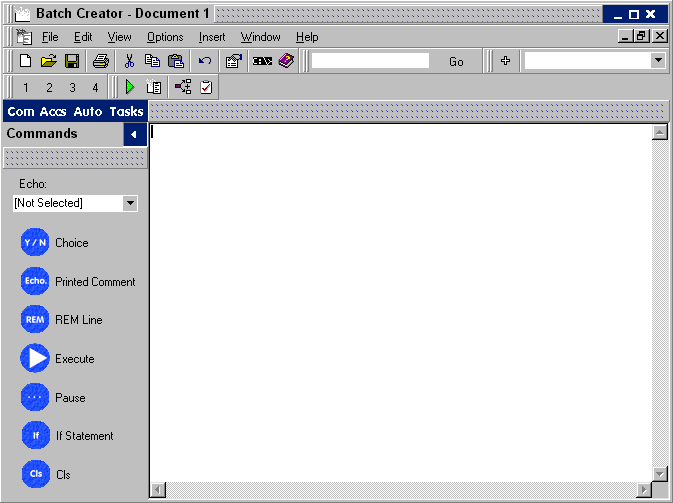 Batch Creator - Document 1
File Edit View Options Insert Window Help
Go
1 2 3 4
Com Accs Auto Tasks
Commands
Echo:
[Not Selected]
Y / N Choice
Echo. Printed Comment
REM REM Line
Execute
... Pause
If If Statement
Cls Cls